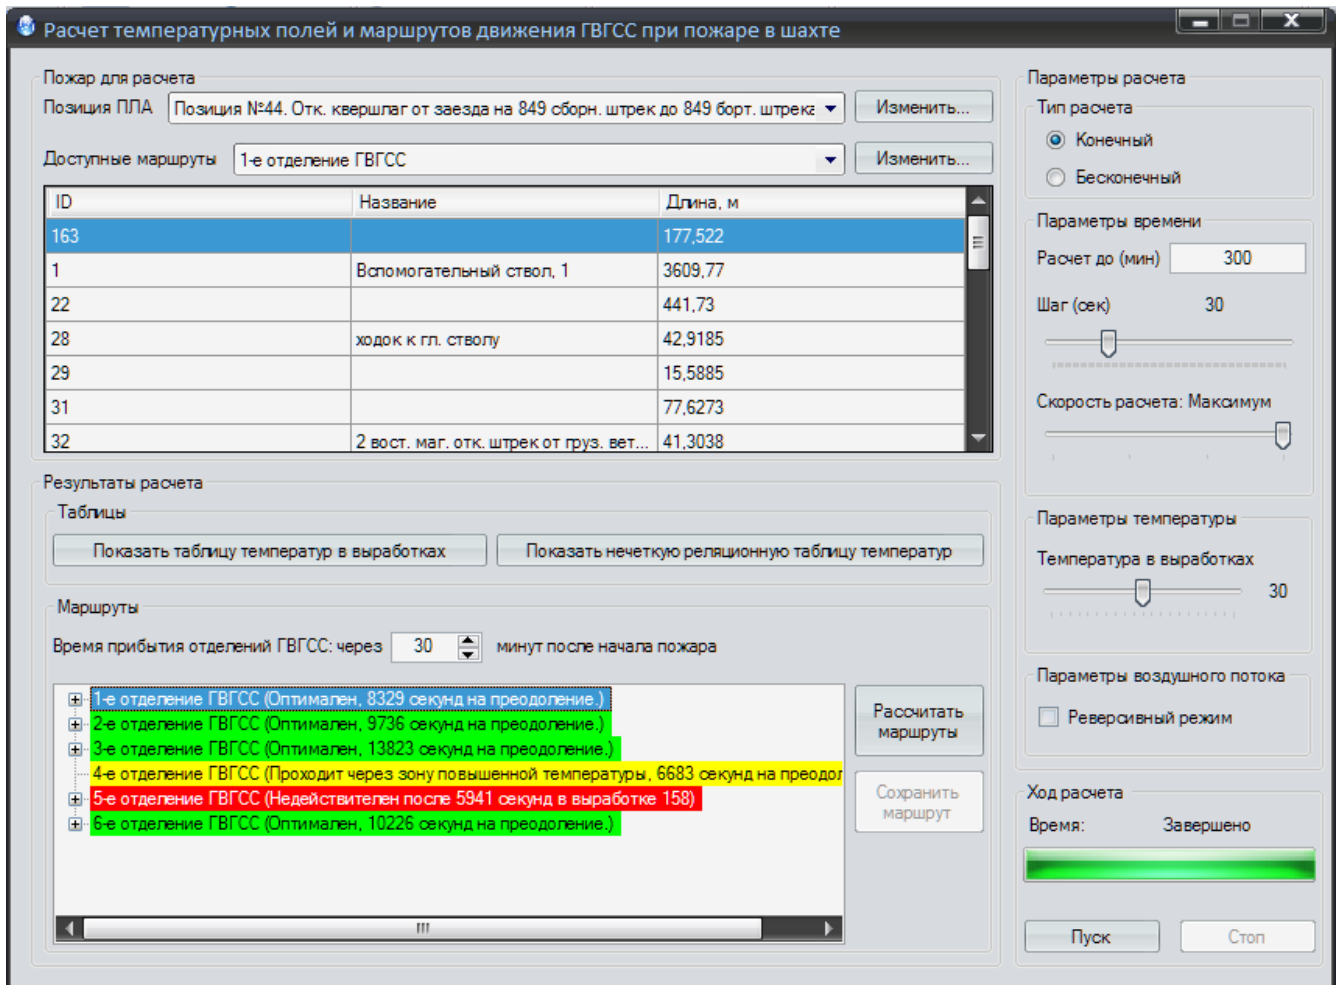 Расчет температурных полей и маршрутов движения ГВГСС при пожаре в шахте
Пожар для расчета
Позиция ПЛА
Позиция №44. Отк. квершлаг от заезда на 849 сборн. штрек до 849 борт. штрека
Изменить...
Доступные маршруты
1-е отделение ГВГСС
Изменить...
ID Название Длина, м
163 177,522
1 Вспомогательный ствол, 1 3609,77
22 441,73
28 ходок к гл. стволу 42,9185
29 15,5885
31 77,6273
32 2 вост. маг. отк. штрек от груз. вет... 41,3038
Результаты расчета
Таблицы
Показать таблицу температур в выработках
Показать нечеткую реляционную таблицу температур
Маршруты
Время прибытия отделений ГВГСС: через 30 минут после начала пожара
1-е отделение ГВГСС (Оптимален, 8329 секунд на преодоление.)
2-е отделение ГВГСС (Оптимален, 9736 секунд на преодоление.)
3-е отделение ГВГСС (Оптимален, 13823 секунд на преодоление.)
4-е отделение ГВГСС (Проходит через зону повышенной температуры, 6683 секунд на преодол
5-е отделение ГВГСС (Недействителен после 5941 секунд в выработке 158)
6-е отделение ГВГСС (Оптимален, 10226 секунд на преодоление.)
Рассчитать
маршруты
Сохранить
маршрут
Параметры расчета
Тип расчета
Конечный
Бесконечный
Параметры времени
Расчет до (мин) 300
Шаг (сек) 30
Скорость расчета: Максимум
Параметры температуры
Температура в выработках
30
Параметры воздушного потока
Реверсивный режим
Ход расчета
Время: Завершено
Пуск
Стоп